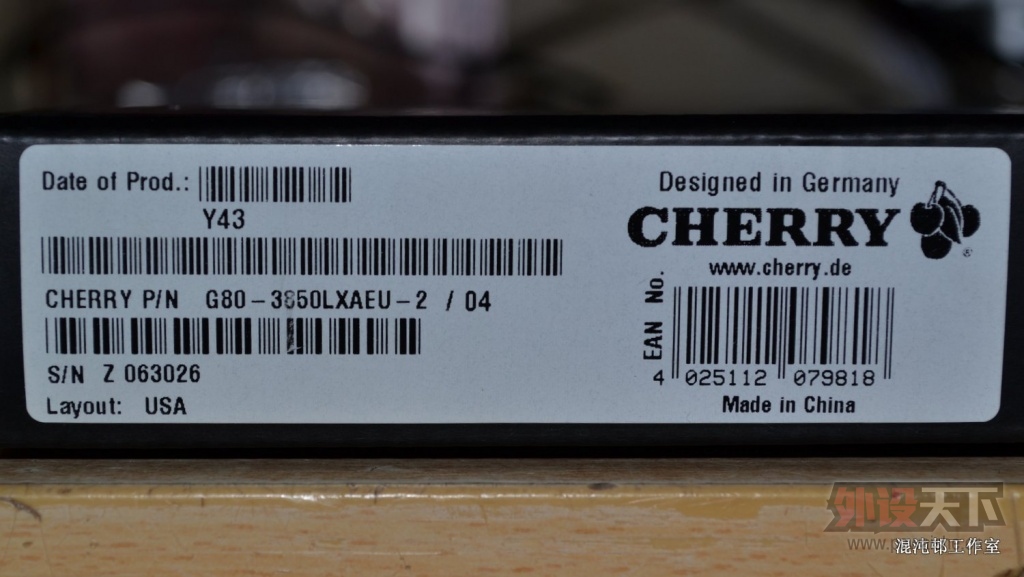 Date of Prod.:
Y43
CHERRY P/N G80-3850LXAEU-2 / 04
S/N Z 063026
Layout: USA
Designed in Germany
CHERRY
®
www.cherry.de
EAN No.
4 025112 079818
Made in China
外设天下
混沌邨工作室